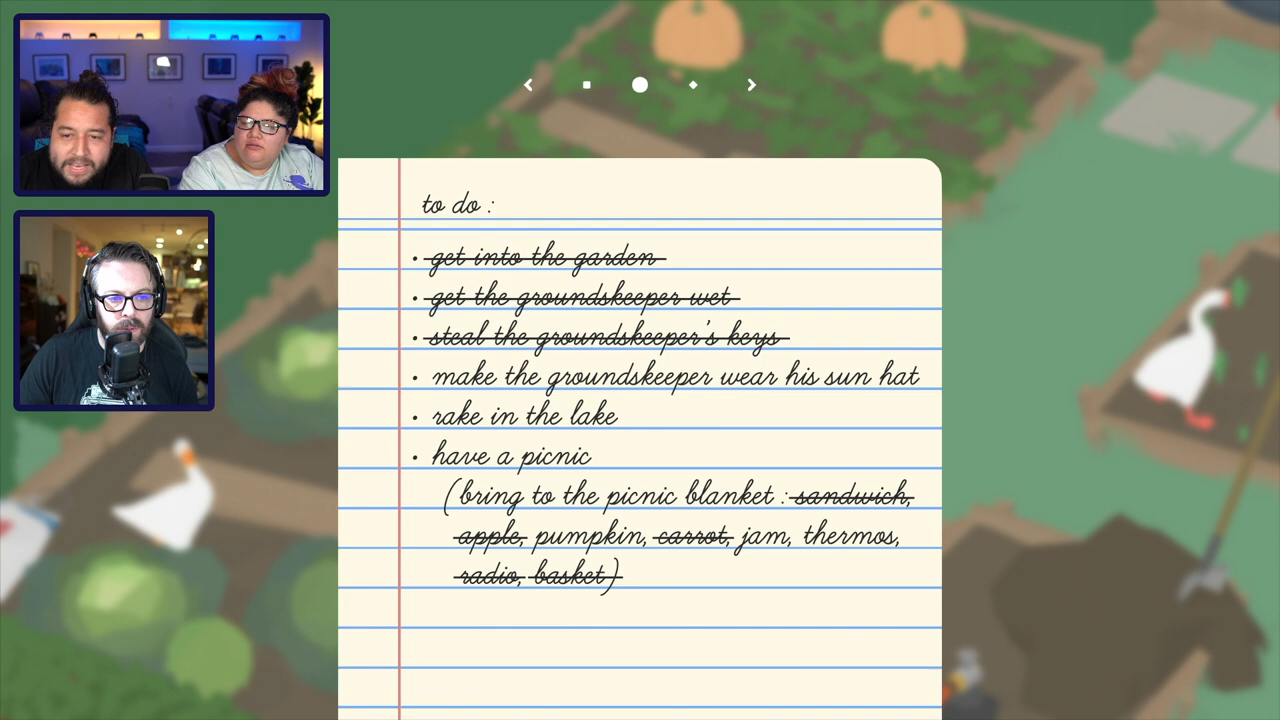 to do :
• get into the garden
• get the groundskeeper wet
• steal the groundskeeper's keys
• make the groundskeeper wear his sun hat
• rake in the lake
• have a picnic
(bring to the picnic blanket : sandwich,
apple, pumpkin, carrot, jam, thermos,
radio, basket)